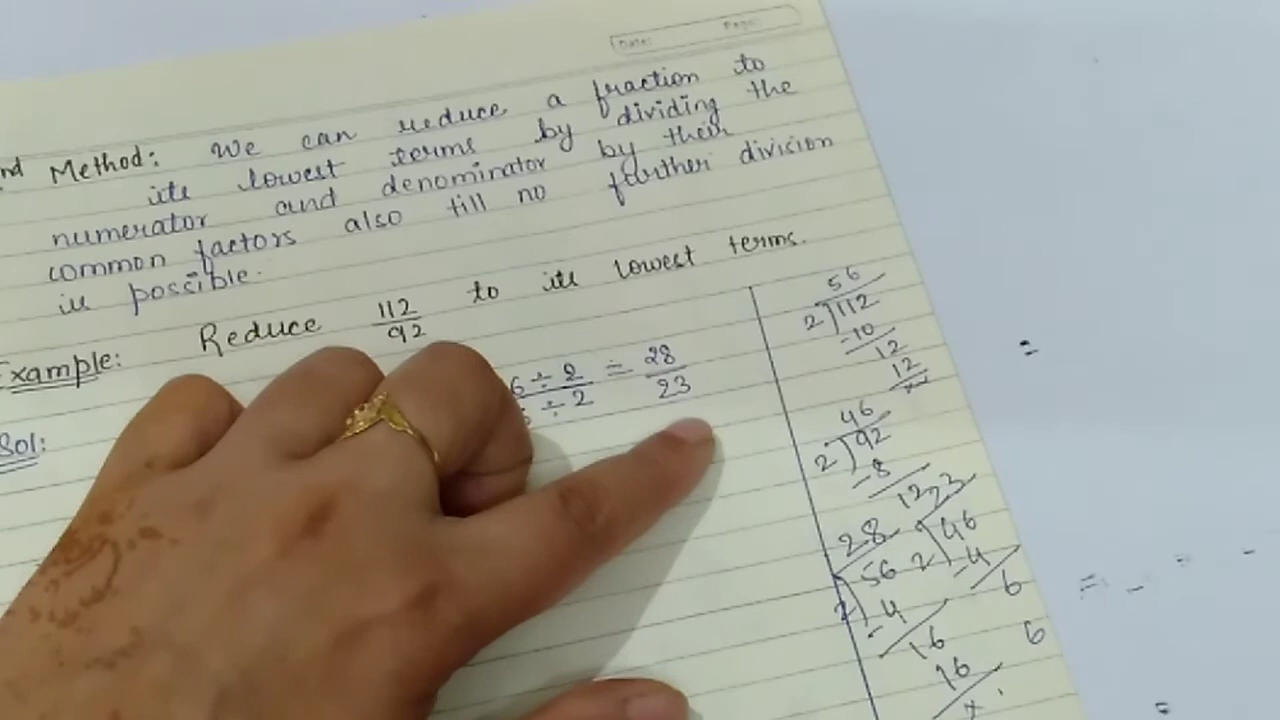 Date: Page:
nd Method: We can reduce a fraction to
its lowest terms by dividing the
numerator and denominator by their
common factors also till no further division
is possible.
Example: Reduce 112/92 to its lowest terms.
Sol: 6 ÷ 2 / ÷ 2 = 28/23
56
2)112
-10
12
12
×
46
2)92
-8
12
28
2)56
-4
16
16
×
23
2)46
-4
6
6